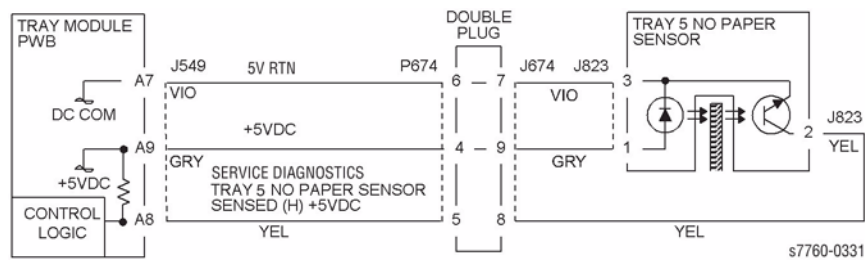 TRAY MODULE
PWB
DOUBLE
PLUG
TRAY 5 NO PAPER
SENSOR
A7
J549
5V RTN
P674
6 – 7
J674
J823
3
VIO
VIO
DC COM
+5VDC
2
J823
YEL
A9
4 – 9
1
GRY
GRY
+5VDC
SERVICE DIAGNOSTICS
TRAY 5 NO PAPER SENSOR
SENSED (H) +5VDC
CONTROL
LOGIC
A8
5
8
YEL
YEL
s7760-0331